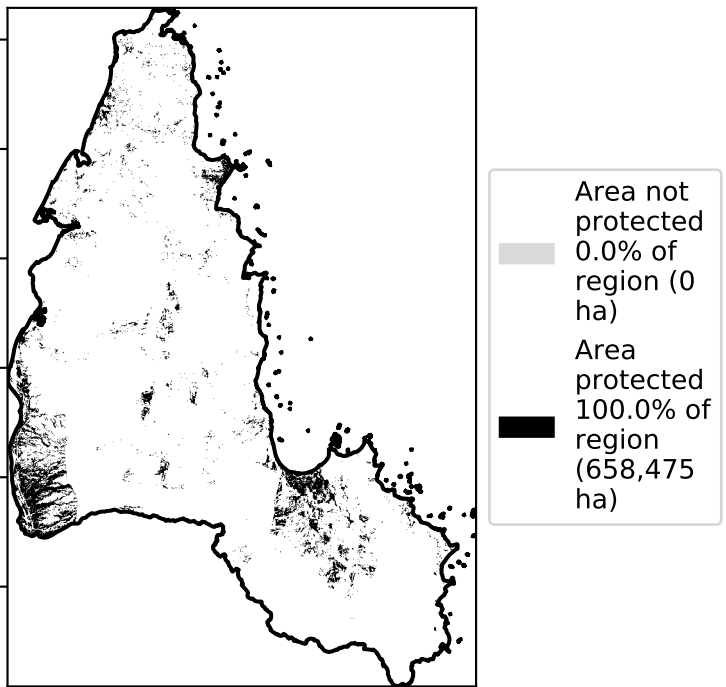 Area not
protected
0.0% of
region (0
ha)
Area
protected
100.0% of
region
(658,475
ha)